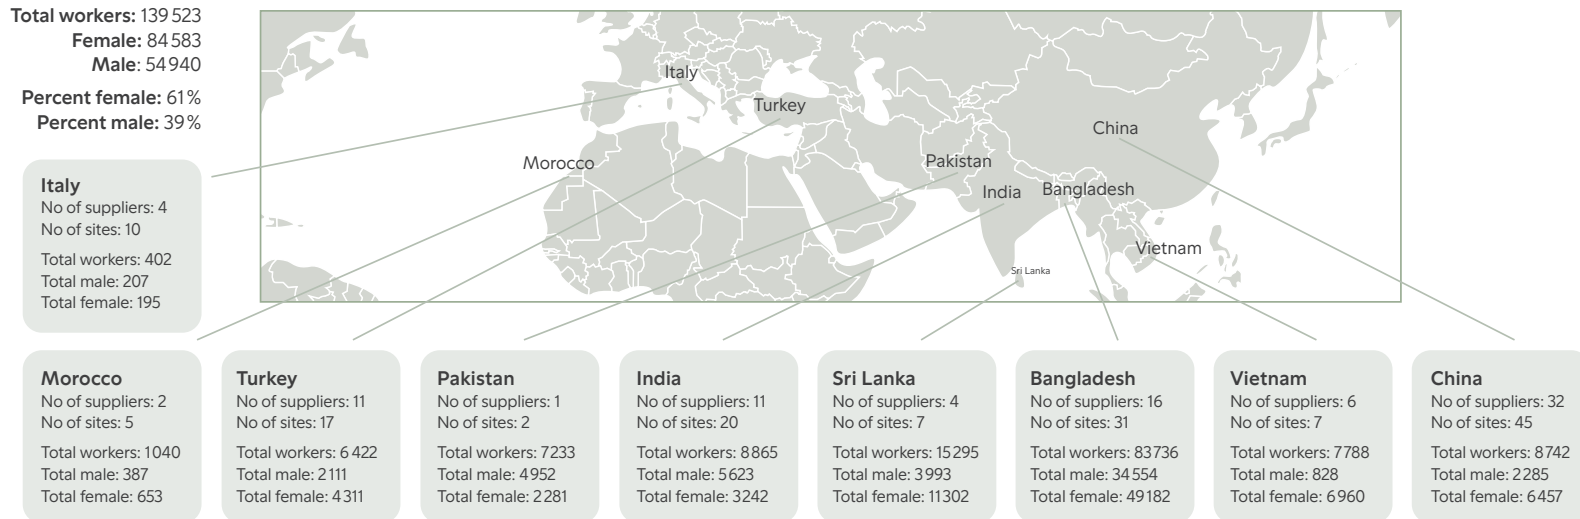 Total workers: 139 523
Female: 84 583
Male: 54 940
Percent female: 61%
Percent male: 39%
Italy
Turkey
China
Morocco
Pakistan
India
Bangladesh
Vietnam
Sri Lanka
Italy
No of suppliers: 4
No of sites: 10
Total workers: 402
Total male: 207
Total female: 195
Morocco
No of suppliers: 2
No of sites: 5
Total workers: 1040
Total male: 387
Total female: 653
Turkey
No of suppliers: 11
No of sites: 17
Total workers: 6 422
Total male: 2 111
Total female: 4 311
Pakistan
No of suppliers: 1
No of sites: 2
Total workers: 7233
Total male: 4 952
Total female: 2 281
India
No of suppliers: 11
No of sites: 20
Total workers: 8 865
Total male: 5 623
Total female: 3 242
Sri Lanka
No of suppliers: 4
No of sites: 7
Total workers: 15 295
Total male: 3 993
Total female: 11 302
Bangladesh
No of suppliers: 16
No of sites: 31
Total workers: 83 736
Total male: 34 554
Total female: 49 182
Vietnam
No of suppliers: 6
No of sites: 7
Total workers: 7788
Total male: 828
Total female: 6 960
China
No of suppliers: 32
No of sites: 45
Total workers: 8 742
Total male: 2 285
Total female: 6 457